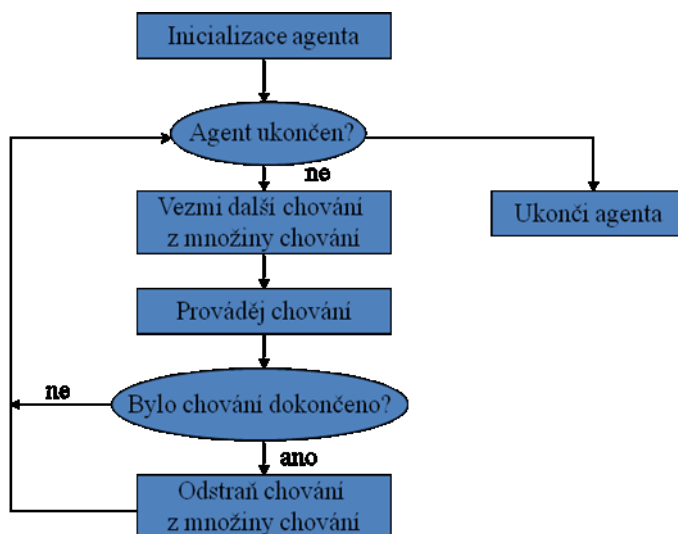 Inicializace agenta
Agent ukončen?
ne
Vezmi další chování
z množiny chování
Ukonči agenta
Prováděj chování
ne
Bylo chování dokončeno?
ano
Odstraň chování
z množiny chování